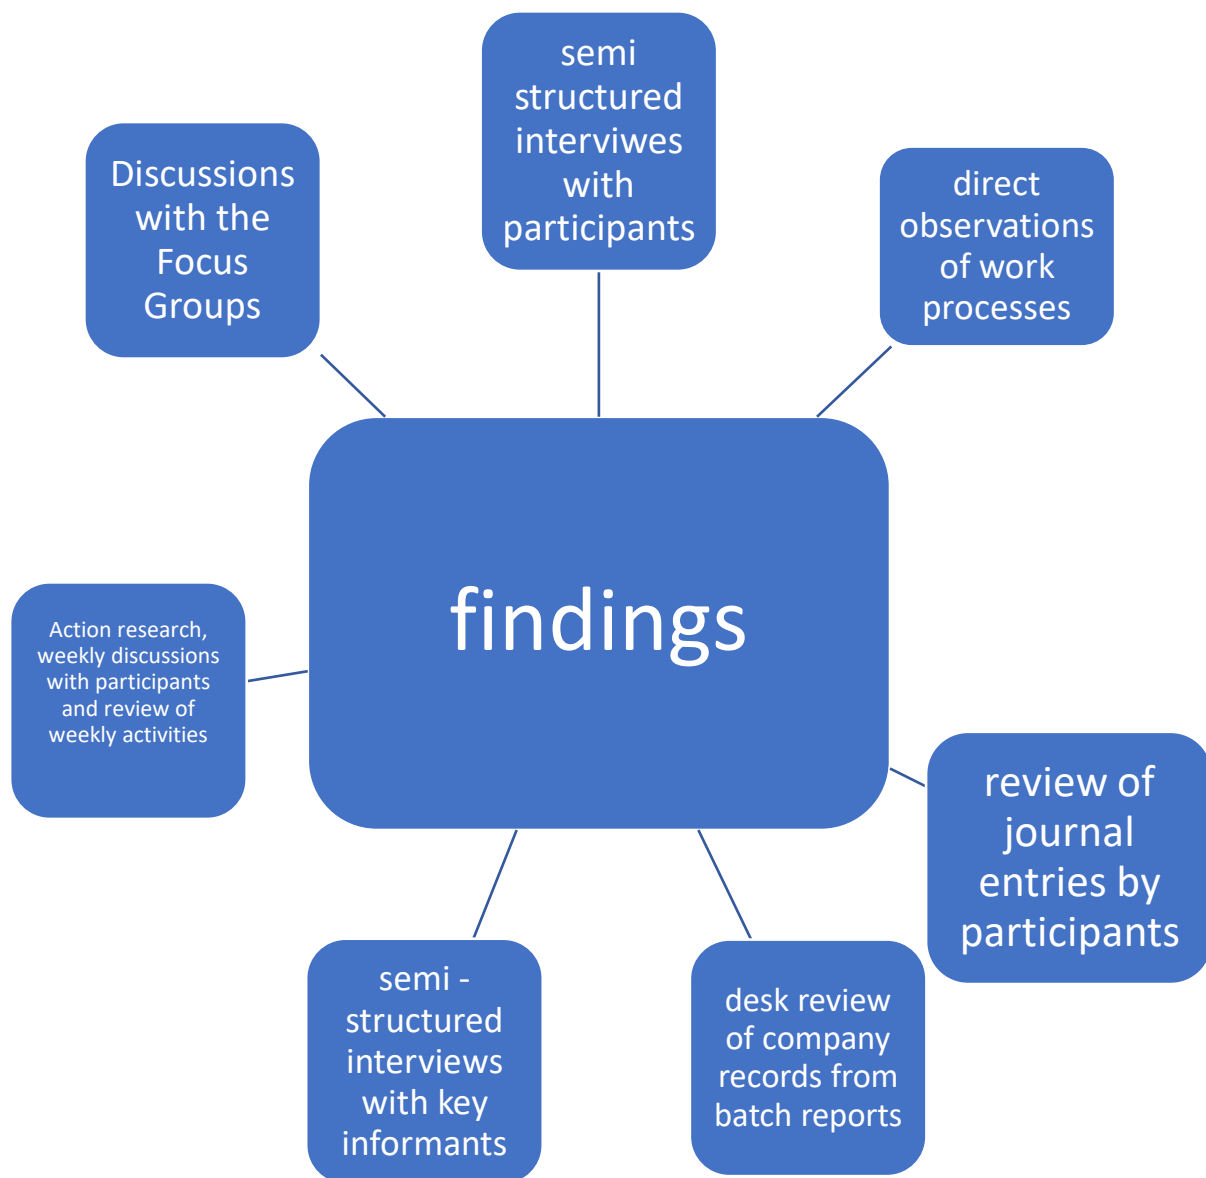 semi
structured
interviwes
with
participants
Discussions
with the
Focus
Groups
direct
observations
of work
processes
findings
Action research,
weekly discussions
with participants
and review of
weekly activities
review of
journal
entries by
participants
semi -
structured
interviews
with key
informants
desk review
of company
records from
batch reports